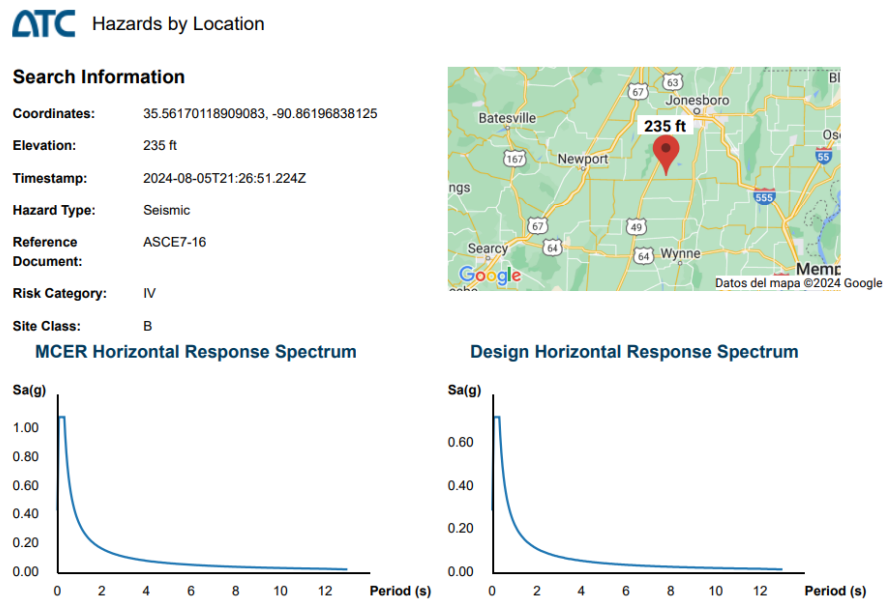 ATC Hazards by Location
Search Information
Coordinates: 35.56170118909083, -90.86196838125
Elevation: 235 ft
Timestamp: 2024-08-05T21:26:51.224Z
Hazard Type: Seismic
Reference Document: ASCE7-16
Risk Category: IV
Site Class: B
63
67
Jonesboro
Bl
Batesville
235 ft
Os
167
Newport
55
ngs
555
67
49
Searcy
64
64
Wynne
Google
Memp
Datos del mapa ©2024 Google
MCER Horizontal Response Spectrum
Sa(g)
1.00
0.80
0.60
0.40
0.20
0.00
0 2 4 6 8 10 12 Period (s)
Design Horizontal Response Spectrum
Sa(g)
0.60
0.40
0.20
0.00
0 2 4 6 8 10 12 Period (s)